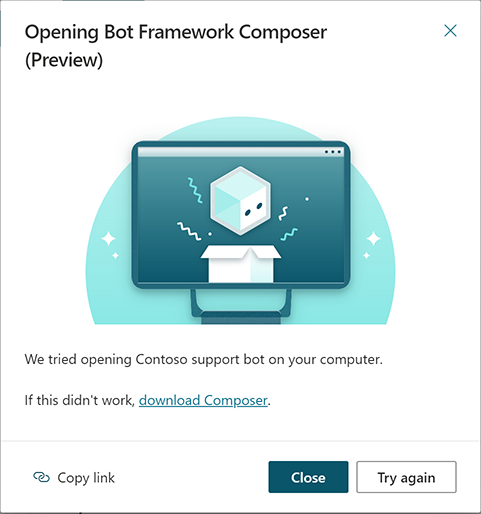 Opening Bot Framework Composer
(Preview)
We tried opening Contoso support bot on your computer.
If this didn't work, download Composer.
Copy link
Close
Try again